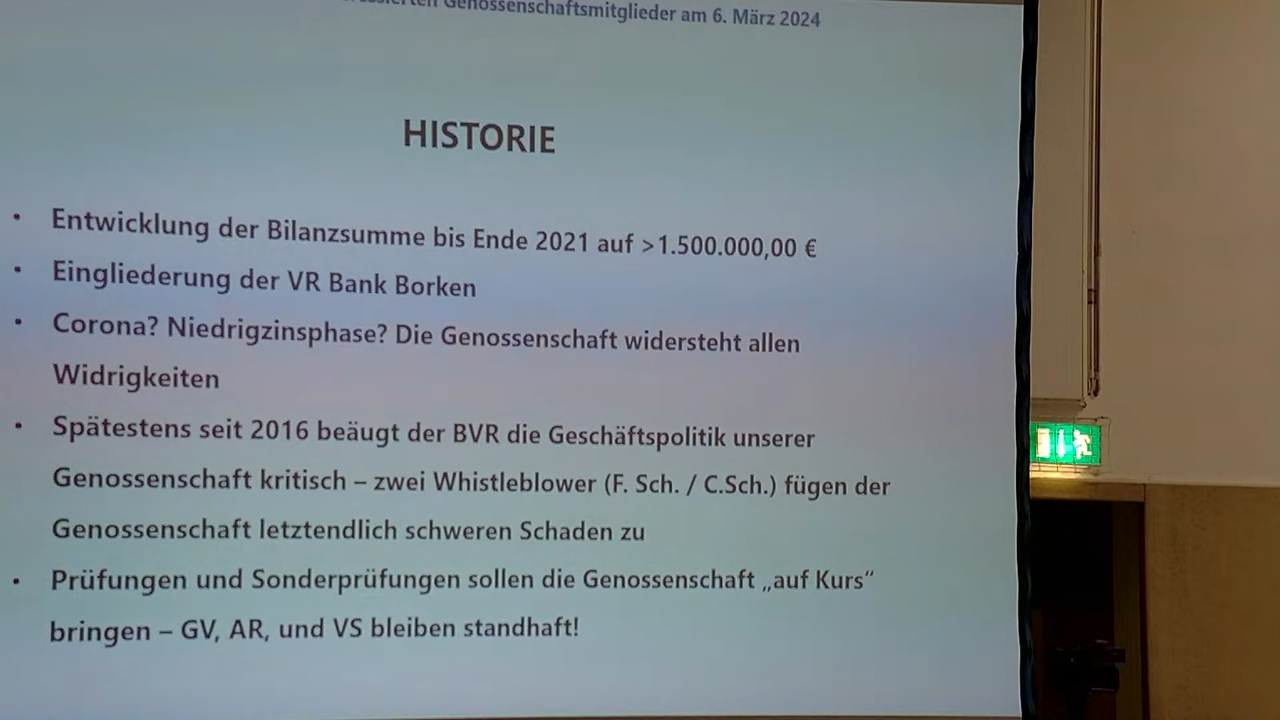 Genossenschaftsmitglieder am 6. März 2024
HISTORIE
• Entwicklung der Bilanzsumme bis Ende 2021 auf >1.500.000,00 €
• Eingliederung der VR Bank Borken
• Corona? Niedrigzinsphase? Die Genossenschaft widersteht allen
Widrigkeiten
• Spätestens seit 2016 beäugt der BVR die Geschäftspolitik unserer
Genossenschaft kritisch – zwei Whistleblower (F. Sch. / C.Sch.) fügen der
Genossenschaft letztendlich schweren Schaden zu
• Prüfungen und Sonderprüfungen sollen die Genossenschaft „auf Kurs“
bringen – GV, AR, und VS bleiben standhaft!